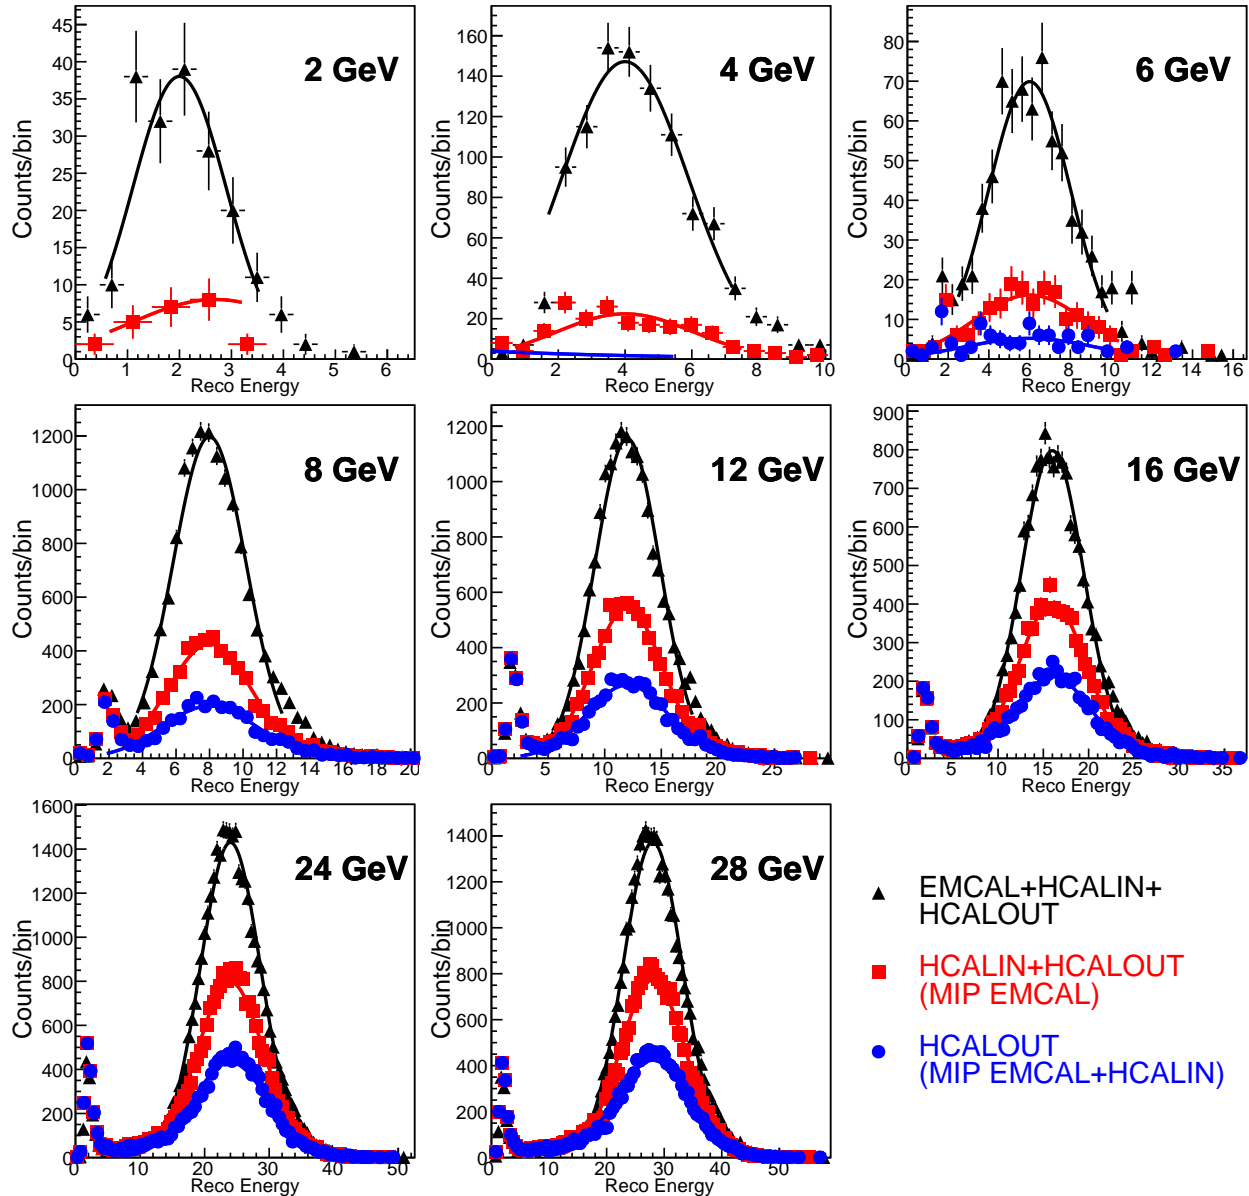 2 GeV
Counts/bin
45
40
35
30
25
20
15
10
5
0
0 1 2 3 4 5 6
Reco Energy
4 GeV
Counts/bin
160
140
120
100
80
60
40
20
0
0 2 4 6 8 10
Reco Energy
6 GeV
Counts/bin
80
70
60
50
40
30
20
10
0
0 2 4 6 8 10 12 14 16
Reco Energy
8 GeV
Counts/bin
1200
1000
800
600
400
200
0
0 2 4 6 8 10 12 14 16 18 20
Reco Energy
12 GeV
Counts/bin
1200
1000
800
600
400
200
0
0 5 10 15 20 25
Reco Energy
16 GeV
Counts/bin
900
800
700
600
500
400
300
200
100
0
0 5 10 15 20 25 30 35
Reco Energy
24 GeV
Counts/bin
1600
1400
1200
1000
800
600
400
200
0
0 10 20 30 40 50
Reco Energy
28 GeV
Counts/bin
1400
1200
1000
800
600
400
200
0
0 10 20 30 40 50
Reco Energy
EMCAL+HCALIN+
HCALOUT
HCALIN+HCALOUT
(MIP EMCAL)
HCALOUT
(MIP EMCAL+HCALIN)